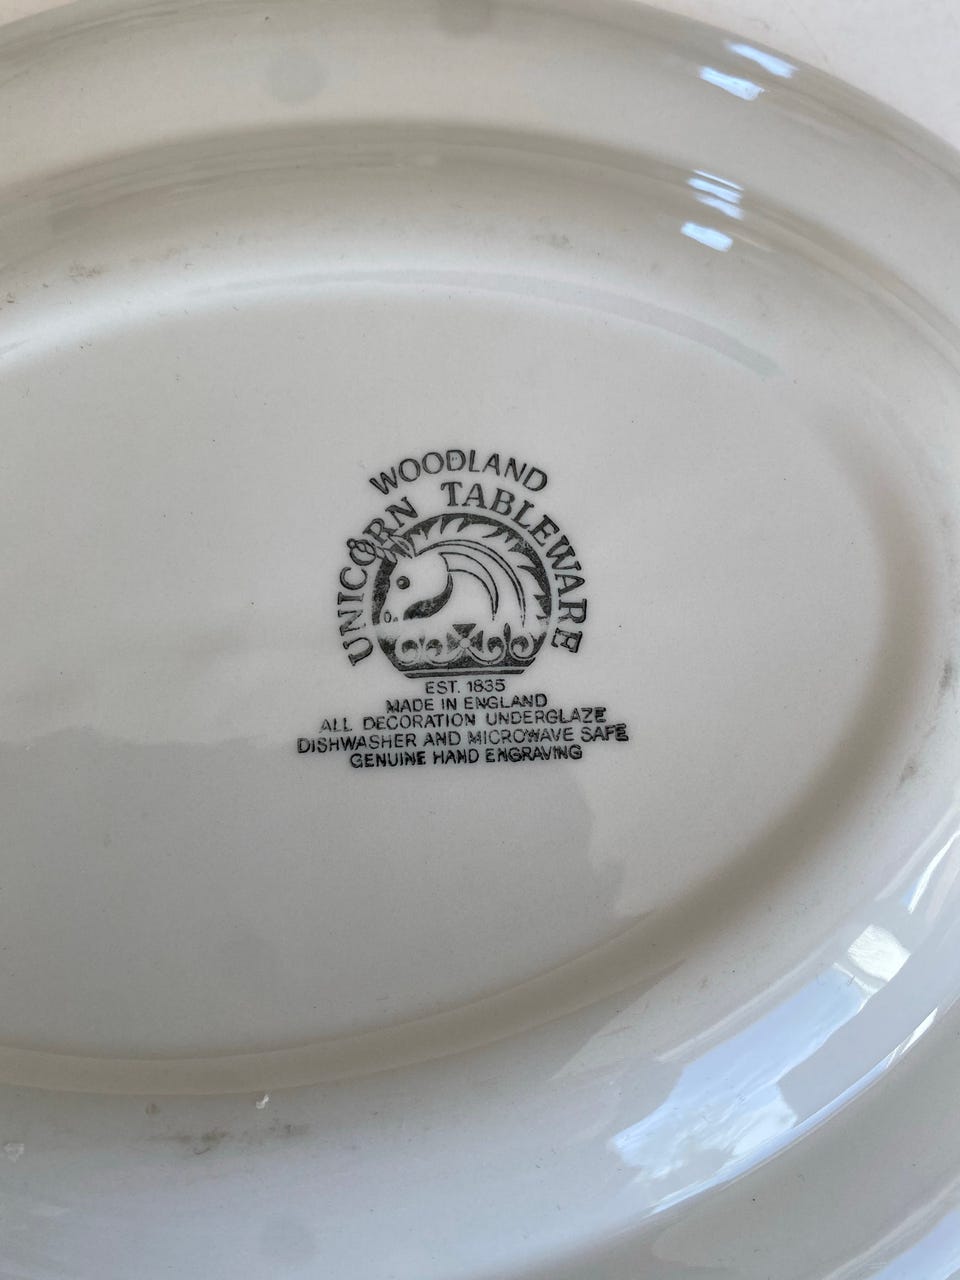 WOODLAND
UNICORN TABLEWARE
EST. 1835
MADE IN ENGLAND
ALL DECORATION UNDERGLAZE
DISHWASHER AND MICROWAVE SAFE
GENUINE HAND ENGRAVING